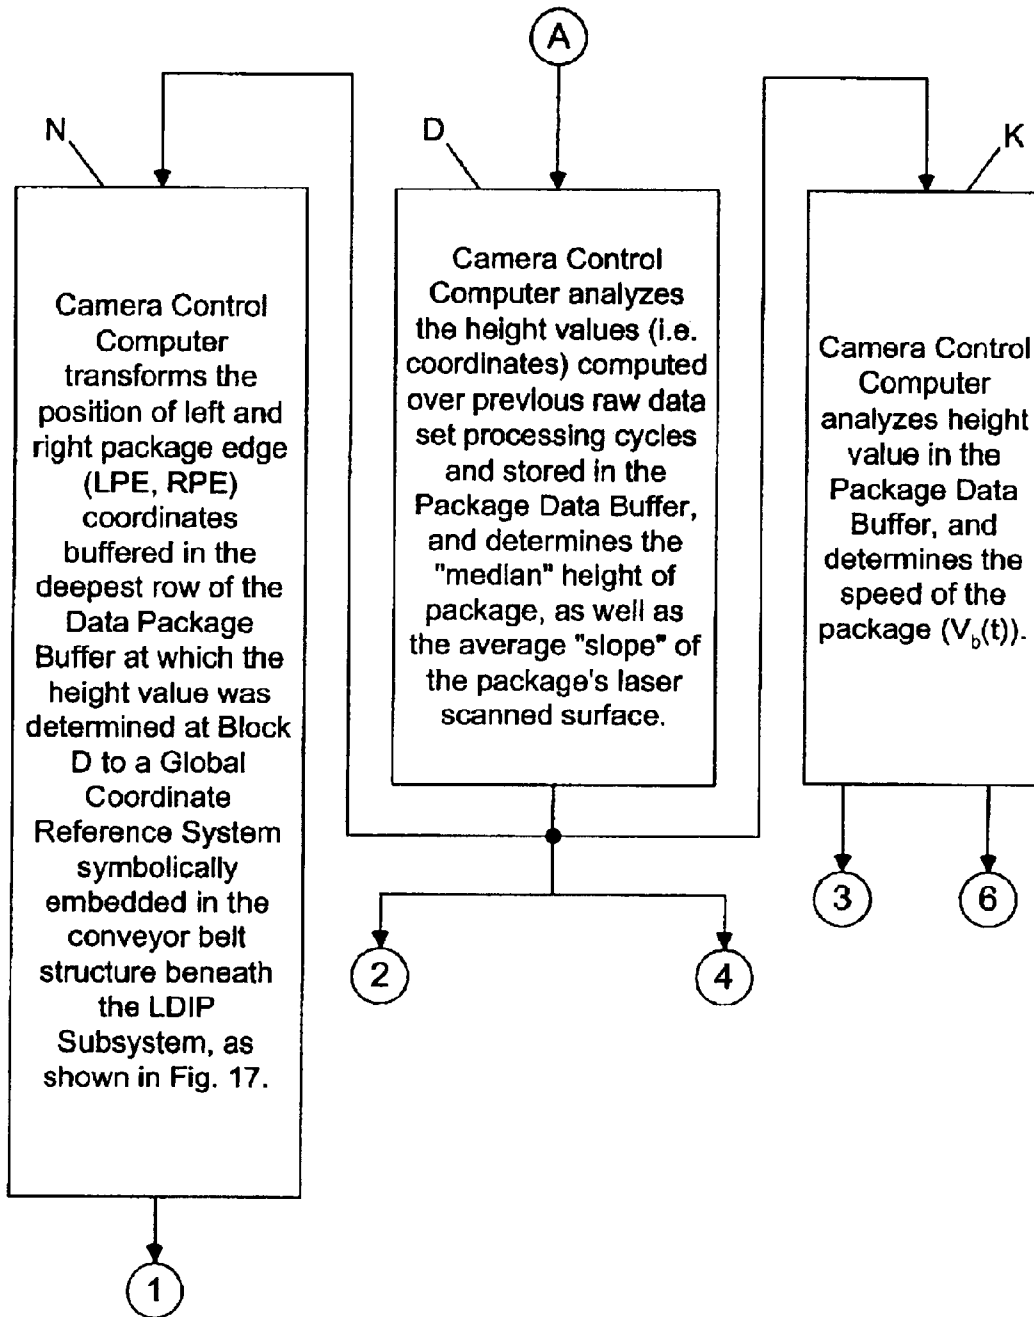 A
N
D
K
Camera Control
Computer
transforms the
position of left and
right package edge
(LPE, RPE)
coordinates
buffered in the
deepest row of the
Data Package
Buffer at which the
height value was
determined at Block
D to a Global
Coordinate
Reference System
symbolically
embedded in the
conveyor belt
structure beneath
the LDIP
Subsystem, as
shown in Fig. 17.
Camera Control
Computer analyzes
the height values (i.e.
coordinates) computed
over previous raw data
set processing cycles
and stored in the
Package Data Buffer,
and determines the
"median" height of
package, as well as
the average "slope" of
the package's laser
scanned surface.
Camera Control
Computer
analyzes height
value in the
Package Data
Buffer, and
determines the
speed of the
package (V_b(t)).
3
6
2
4
1